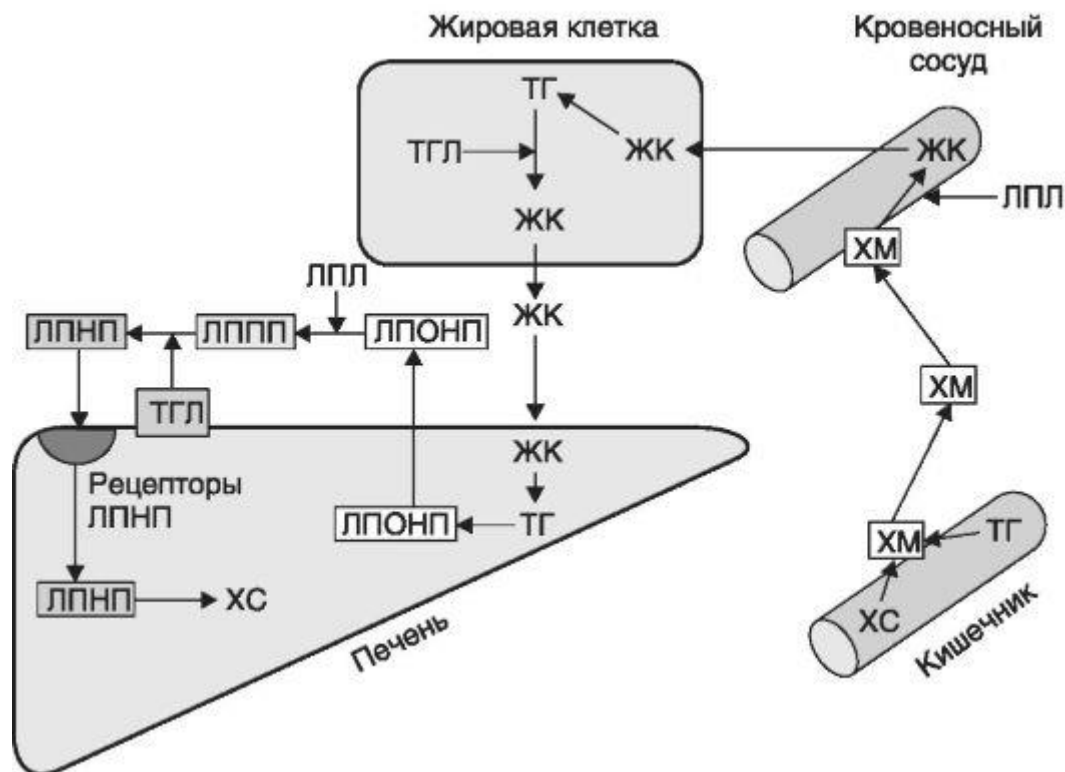 Жировая клетка
Кровеносный
сосуд
ТГ
ТГЛ
ЖК
ЖК
ЖК
ЛПЛ
ХМ
ЛПЛ
ЖК
ЛПНП
ЛППП
ЛПОНП
ХМ
ТГЛ
ЖК
Рецепторы
ЛПНП
ЛПОНП
ТГ
ХМ
ТГ
ЛПНП
ХС
ХС
Печень
Кишечник